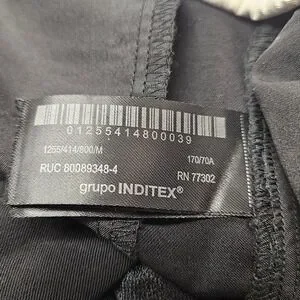 01255414800039
1255/414/800/M
170/70A
RUC 80089348-4
RN 77302
grupo INDITEX®